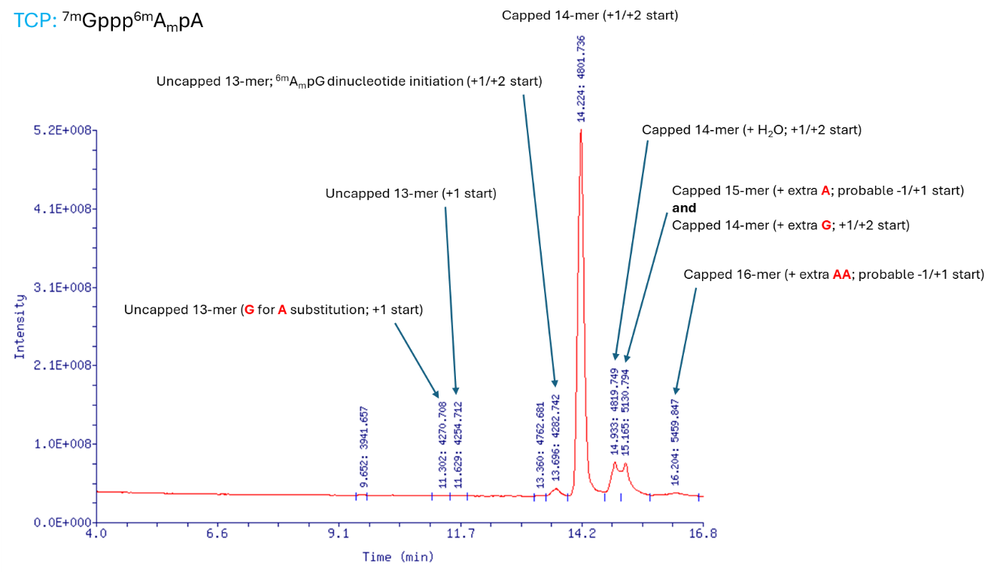 TCP: ⁷ᵐGppp⁶ᵐAₘpA
Capped 14-mer (+1/+2 start)
14.224: 4801.736
Uncapped 13-mer; ⁶ᵐAₘpG dinucleotide initiation (+1/+2 start)
5.2E+008
Capped 14-mer (+ H₂O; +1/+2 start)
Uncapped 13-mer (+1 start)
Capped 15-mer (+ extra A; probable -1/+1 start)
and
Capped 14-mer (+ extra G; +1/+2 start)
4.1E+008
Capped 16-mer (+ extra AA; probable -1/+1 start)
3.1E+008
Uncapped 13-mer (G for A substitution; +1 start)
Intensity
2.1E+008
1.0E+008
0.0E+000
9.652: 3941.657
11.302: 4270.708
11.629: 4254.712
13.360: 4762.681
13.696: 4282.742
14.933: 4819.749
15.165: 5130.794
16.204: 5459.847
4.0 6.6 9.1 11.7 14.2 16.8
Time (min)